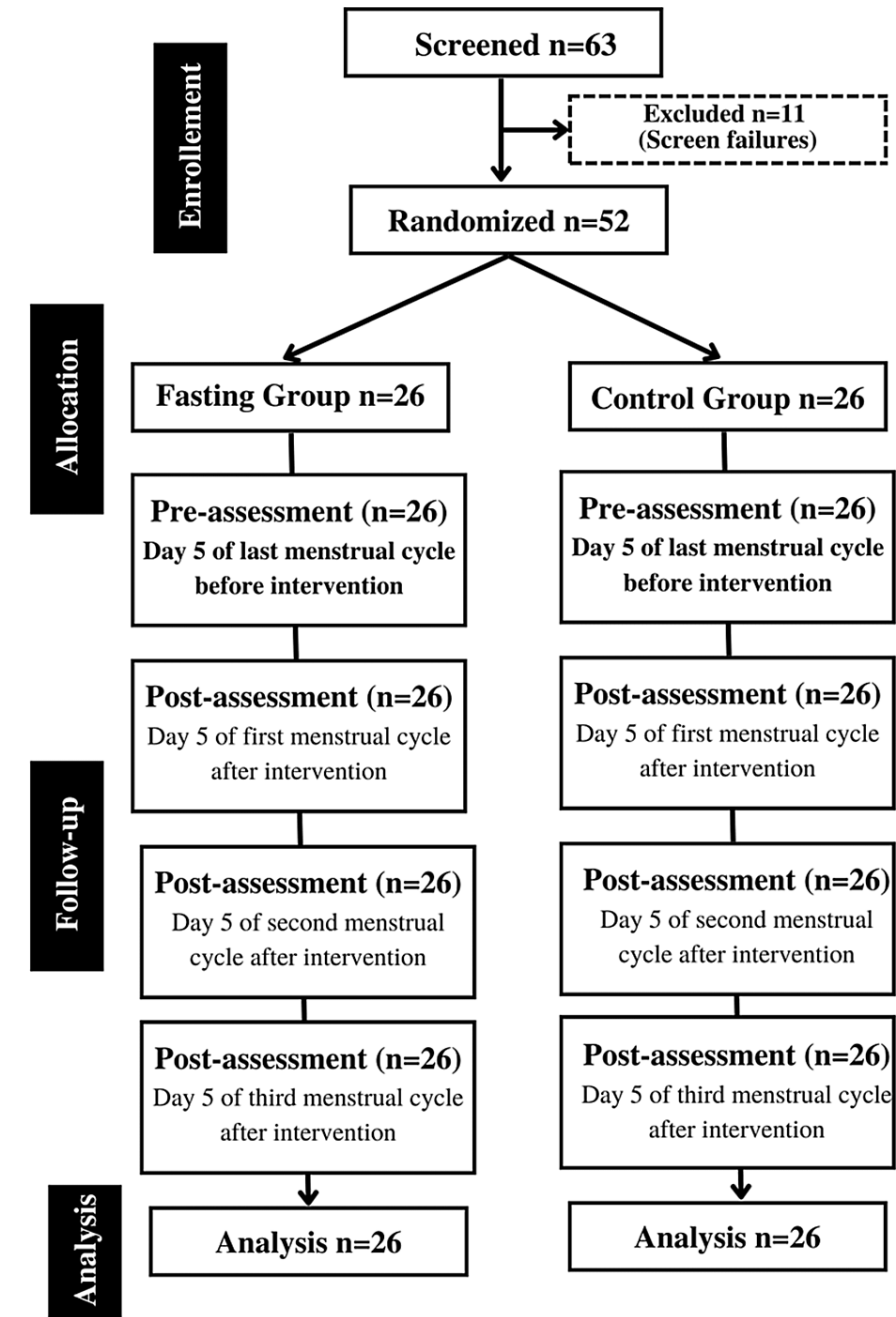 Enrollement
Screened n=63
Excluded n=11
(Screen failures)
Randomized n=52
Allocation
Fasting Group n=26
Pre-assessment (n=26)
Day 5 of last menstrual cycle
before intervention
Control Group n=26
Pre-assessment (n=26)
Day 5 of last menstrual cycle
before intervention
Follow-up
Post-assessment (n=26)
Day 5 of first menstrual cycle
after intervention
Post-assessment (n=26)
Day 5 of second menstrual
cycle after intervention
Post-assessment (n=26)
Day 5 of third menstrual cycle
after intervention
Post-assessment (n=26)
Day 5 of first menstrual cycle
after intervention
Post-assessment (n=26)
Day 5 of second menstrual
cycle after intervention
Post-assessment (n=26)
Day 5 of third menstrual cycle
after intervention
Analysis
Analysis n=26
Analysis n=26